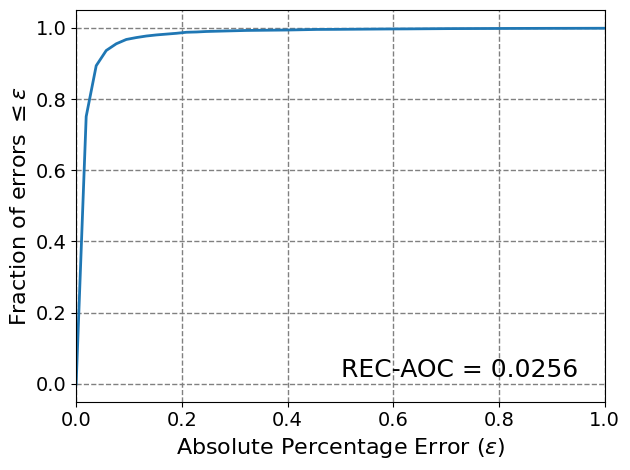 1.0
0.8
0.6
0.4
0.2
0.0
Fraction of errors ≤ ε
REC-AOC = 0.0256
0.0 0.2 0.4 0.6 0.8 1.0
Absolute Percentage Error (ε)